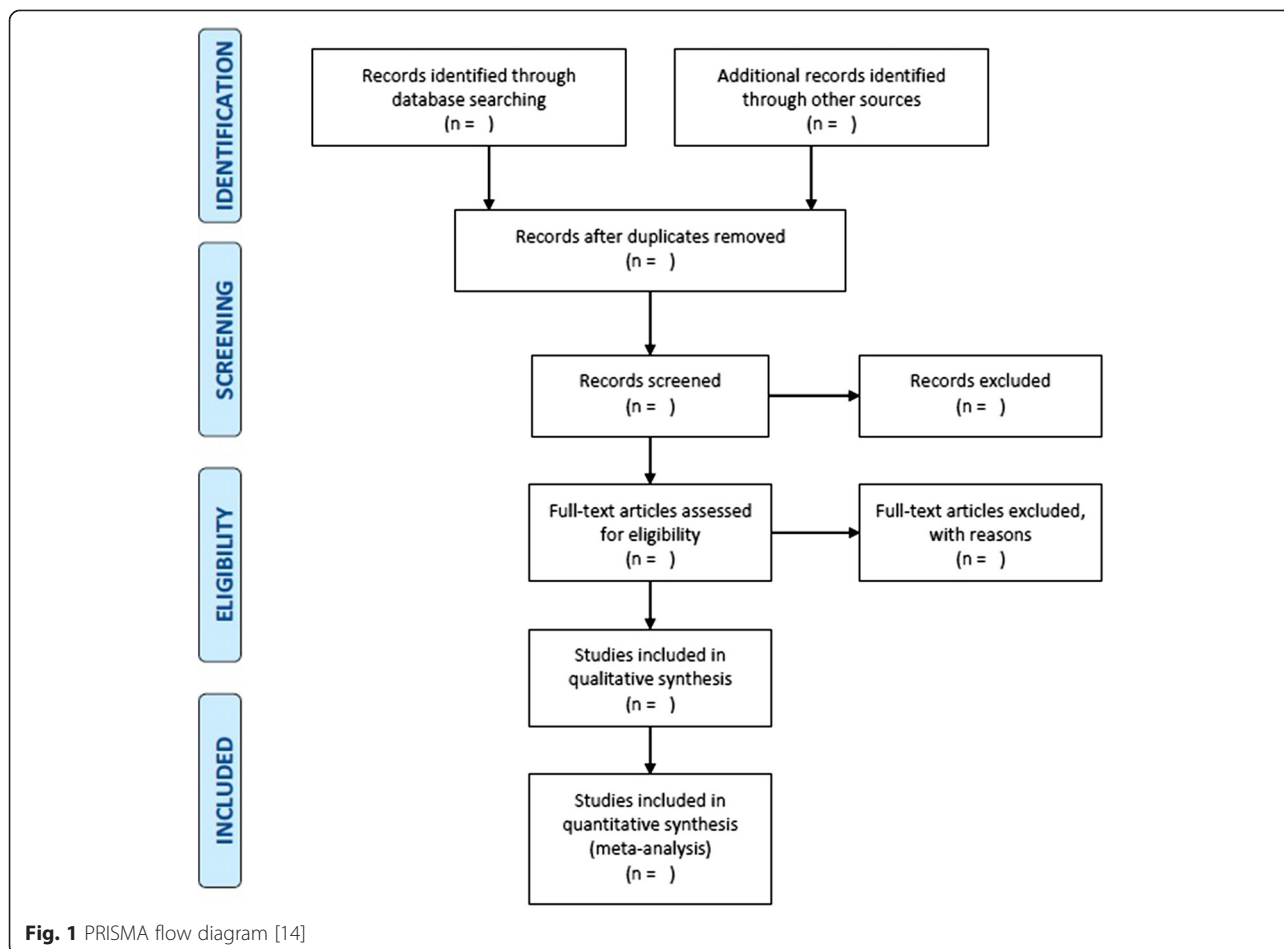 IDENTIFICATION
Records identified through
database searching
(n =   )
Additional records identified
through other sources
(n =   )
SCREENING
Records after duplicates removed
(n =   )
Records screened
(n =   )
Records excluded
(n =   )
ELIGIBILITY
Full-text articles assessed
for eligibility
(n =   )
Full-text articles excluded,
with reasons
(n =   )
Studies included in
qualitative synthesis
(n =   )
INCLUDED
Studies included in
quantitative synthesis
(meta-analysis)
(n =   )
Fig. 1 PRISMA flow diagram [14]